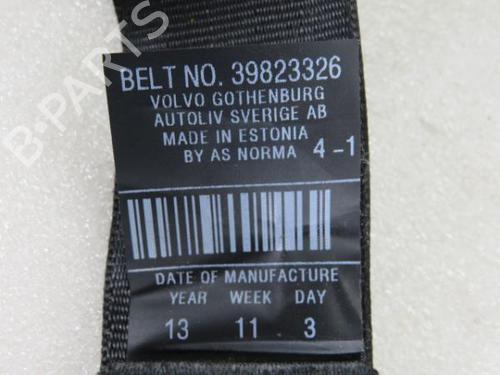 BELT NO. 39823326
VOLVO GOTHENBURG
AUTOLIV SVERIGE AB
MADE IN ESTONIA
BY AS NORMA 4-1
DATE OF MANUFACTURE
YEAR WEEK DAY
13 11 3
B-PARTS